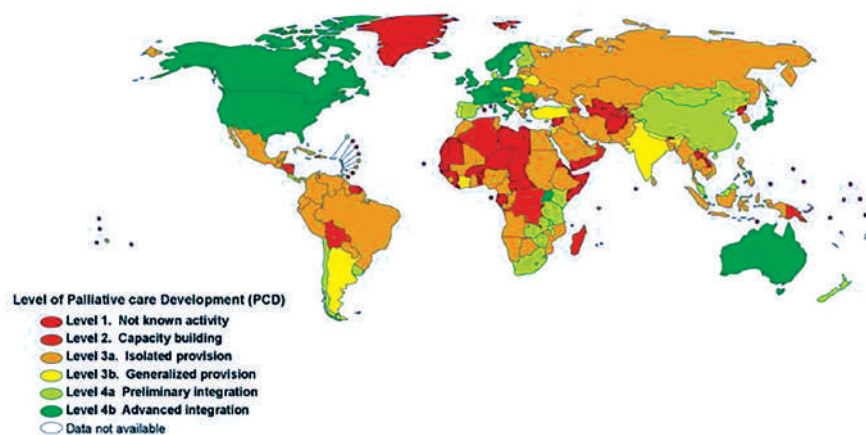 Level of Palliative care Development (PCD)
Level 1. Not known activity
Level 2. Capacity building
Level 3a. Isolated provision
Level 3b. Generalized provision
Level 4a Preliminary integration
Level 4b Advanced integration
Data not available